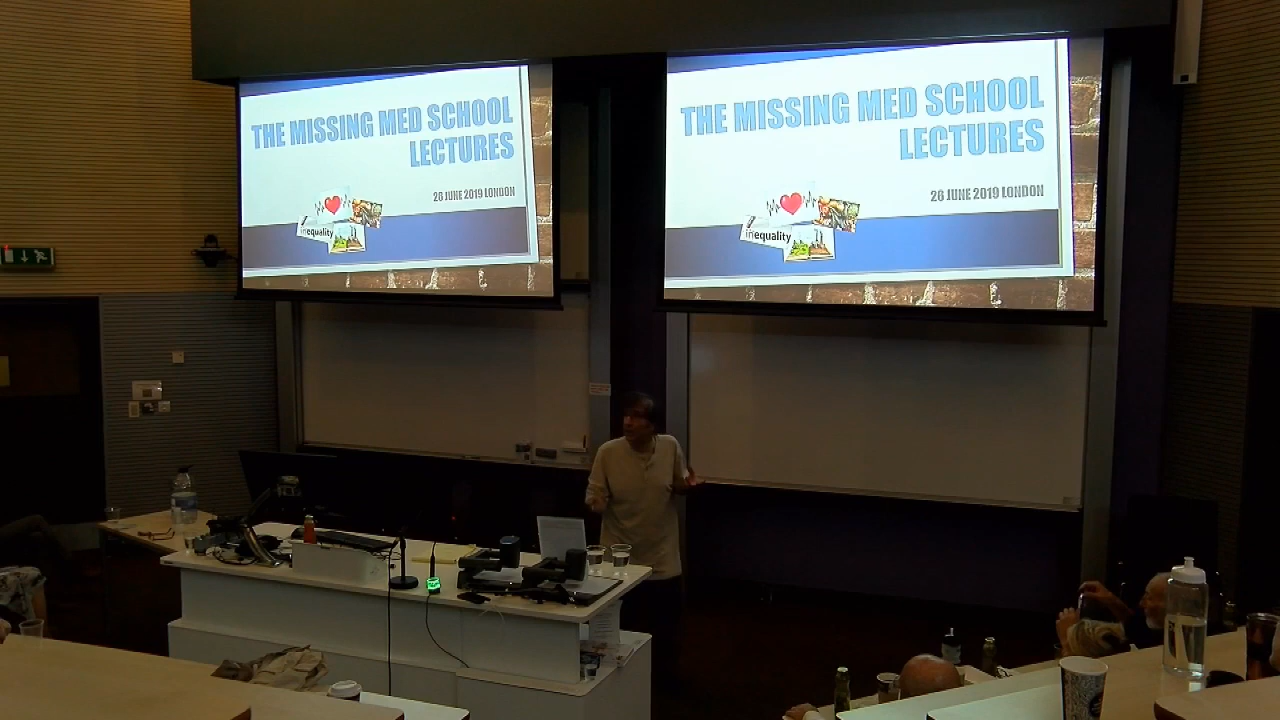 THE MISSING MED SCHOOL
LECTURES
26 JUNE 2019 LONDON
inequality
THE MISSING MED SCHOOL
LECTURES
26 JUNE 2019 LONDON
inequality